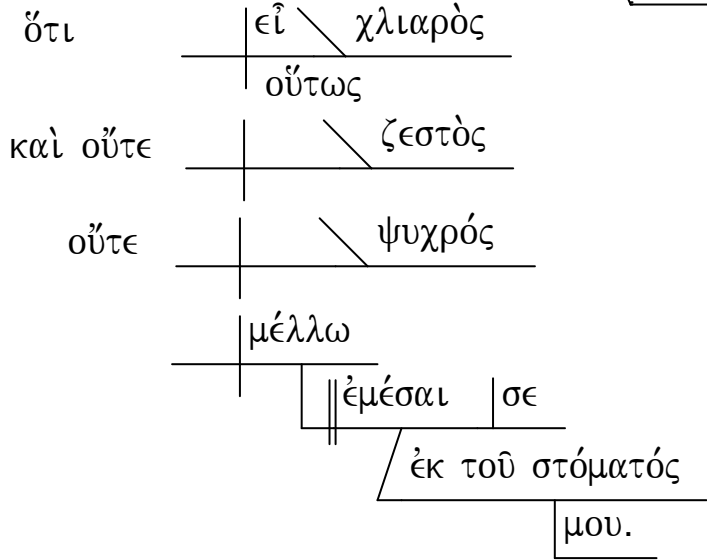 ὅτι εἶ χλιαρὸς
οὕτως
καὶ οὔτε ζεστὸς
οὔτε ψυχρός
μέλλω
ἐμέσαι σε
ἐκ τοῦ στόματός
μου.